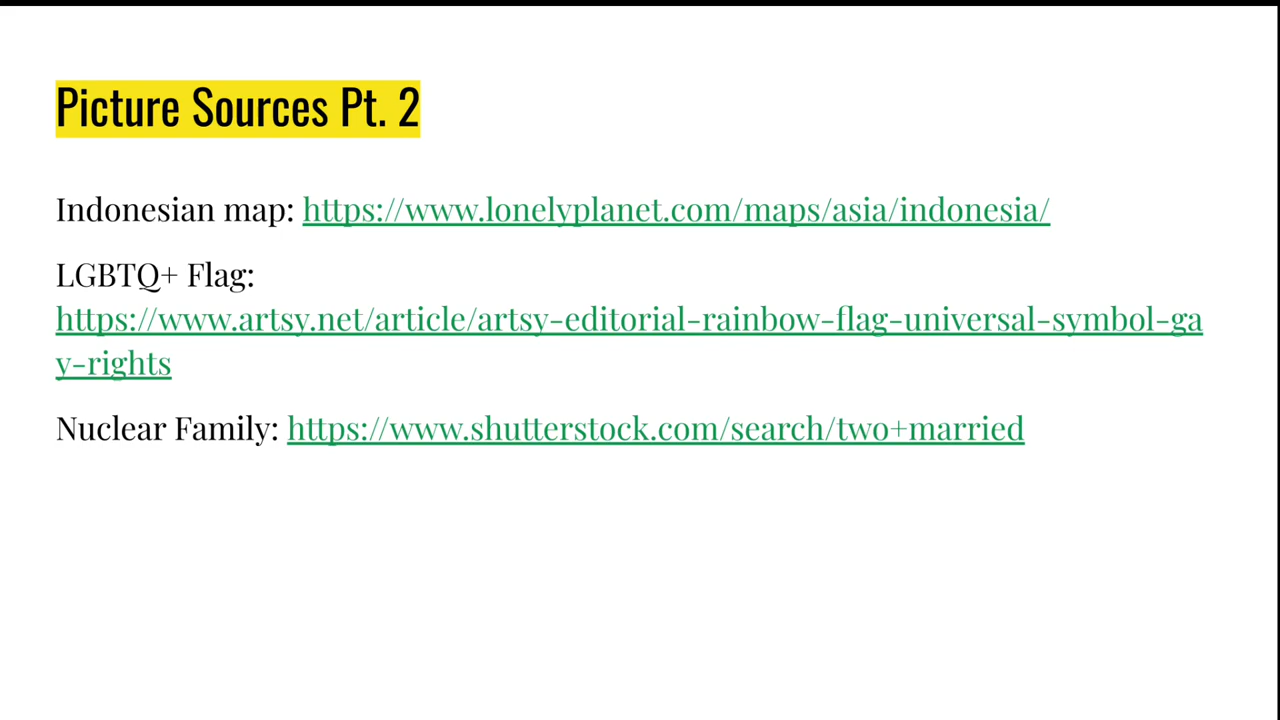 Picture Sources Pt. 2
Indonesian map: https://www.lonelyplanet.com/maps/asia/indonesia/
LGBTQ+ Flag:
https://www.artsy.net/article/artsy-editorial-rainbow-flag-universal-symbol-ga
y-rights
Nuclear Family: https://www.shutterstock.com/search/two+married